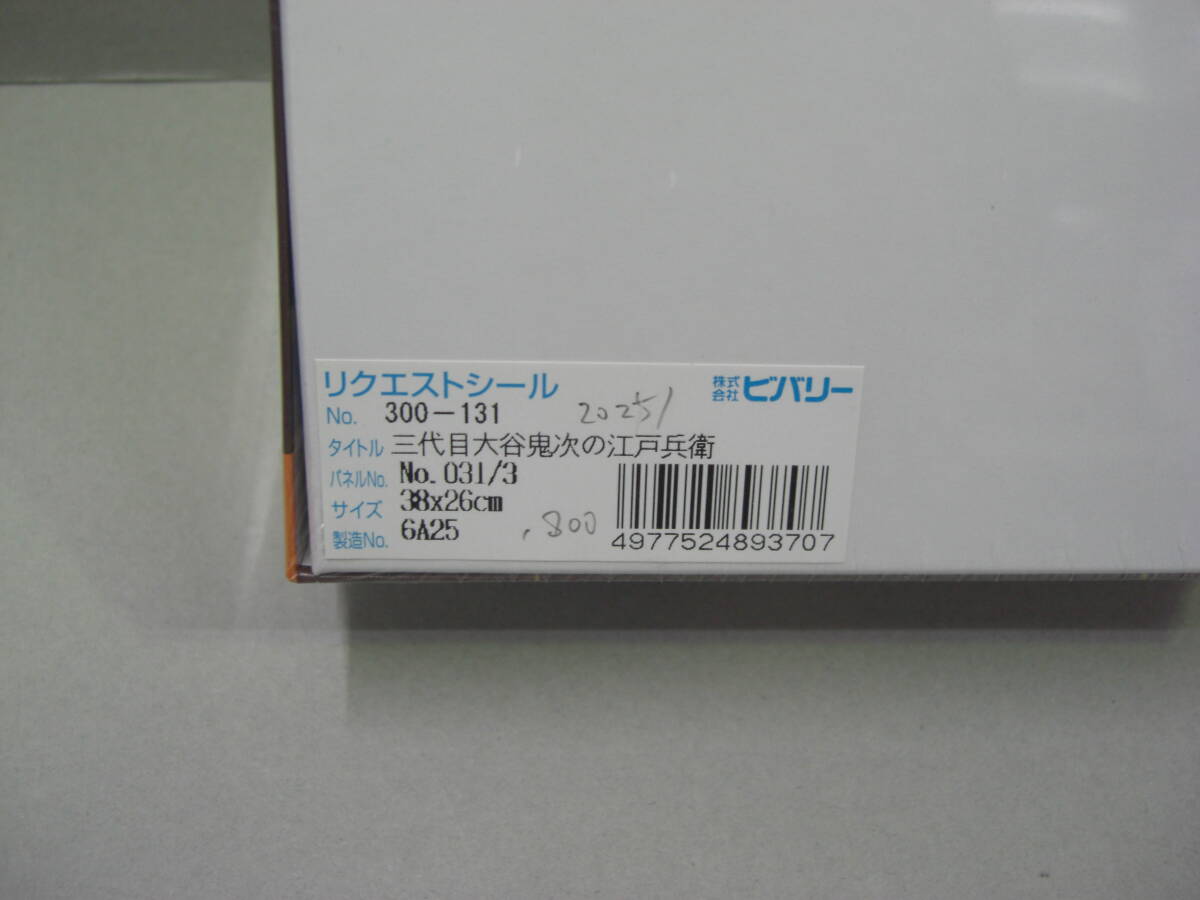 リクエストシール 株式会社 ビバリー
No. 300-131 20251
タイトル 三代目大谷鬼次の江戸兵衛
パネルNo. No.031/3
サイズ 38x26cm
製造No. 6A25 .800
4977524893707